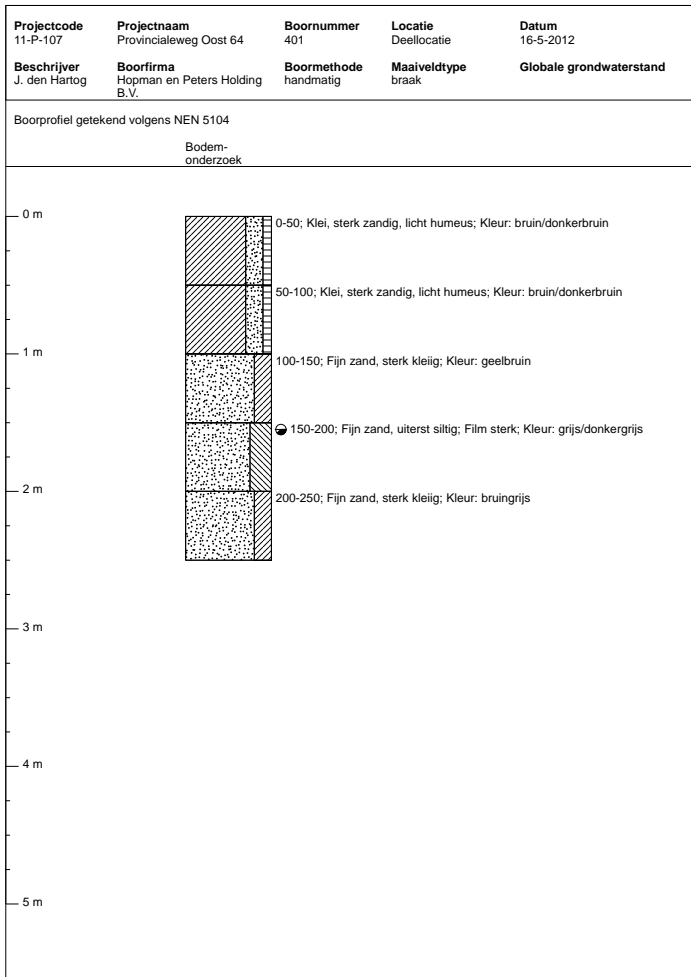 Projectcode Projectnaam Boornummer Locatie Datum
11-P-107 Provincialeweg Oost 64 401 Deellocatie 16-5-2012
Beschrijver Boorfirma Boormethode Maaiveldtype Globale grondwaterstand
J. den Hartog Hopman en Peters Holding B.V. handmatig braak
Boorprofiel getekend volgens NEN 5104
Bodem-
onderzoek
0 m
0-50; Klei, sterk zandig, licht humeus; Kleur: bruin/donkerbruin
50-100; Klei, sterk zandig, licht humeus; Kleur: bruin/donkerbruin
1 m
100-150; Fijn zand, sterk kleiig; Kleur: geelbruin
150-200; Fijn zand, uiterst siltig; Film sterk; Kleur: grijs/donkergrijs
2 m
200-250; Fijn zand, sterk kleiig; Kleur: bruingrijs
3 m
4 m
5 m